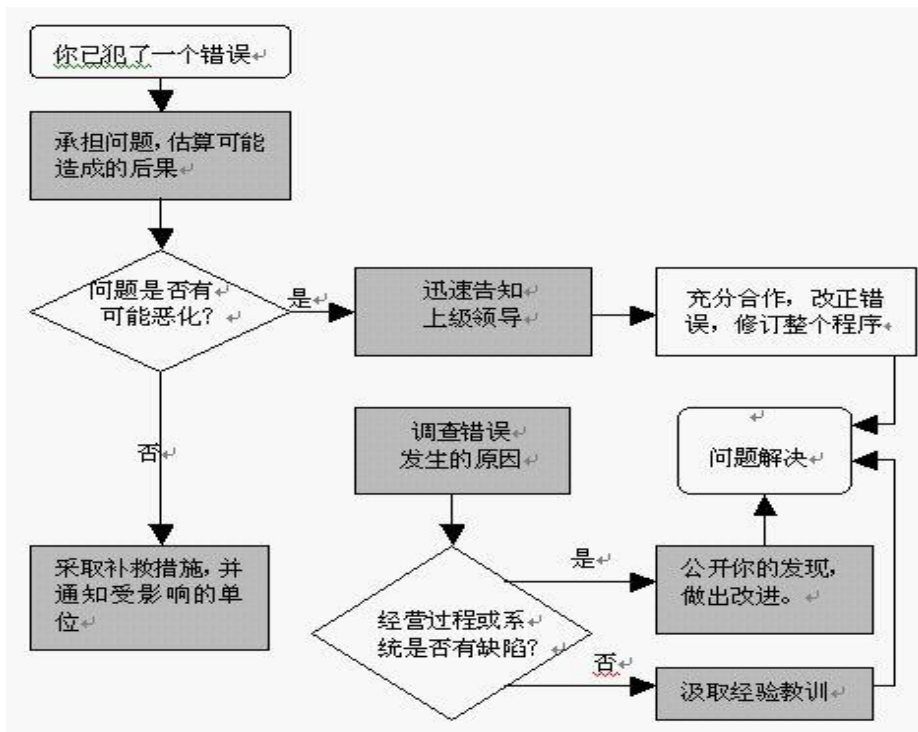 你已犯了一个错误
承担问题，估算可能
造成的后果
问题是否有
可能恶化？
是
迅速告知
上级领导
充分合作，改正错
误，修订整个程序
否
调查错误
发生的原因
问题解决
采取补救措施，并
通知受影响的单
位
经营过程或系
统是否有缺陷？
是
公开你的发现，
做出改进。
否
汲取经验教训